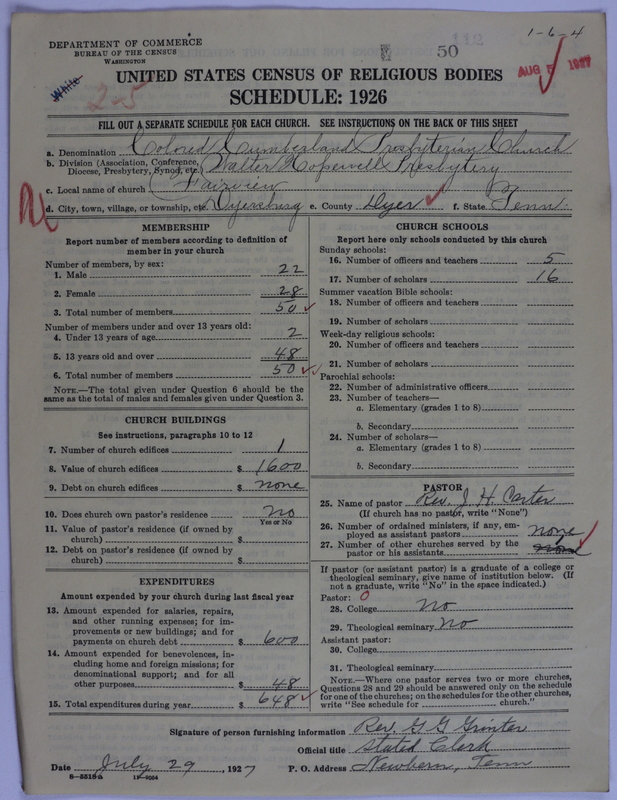 1-6-4
DEPARTMENT OF COMMERCE
BUREAU OF THE CENSUS
WASHINGTON
50
AUG 5 1927
White
2-5
UNITED STATES CENSUS OF RELIGIOUS BODIES
SCHEDULE: 1926
FILL OUT A SEPARATE SCHEDULE FOR EACH CHURCH. SEE INSTRUCTIONS ON THE BACK OF THIS SHEET
a. Denomination Colored Cumberland Presbyterian Church
b. Division (Association, Conference, Diocese, Presbytery, Synod, etc.) Walter Hopewell Presbytery
c. Local name of church Fairview
d. City, town, village, or township, etc. Dyersburg e. County Dyer f. State Tenn.
MEMBERSHIP
Report number of members according to definition of
member in your church
Number of members, by sex:
1. Male 22
2. Female 28
3. Total number of members 50
Number of members under and over 13 years old:
4. Under 13 years of age 2
5. 13 years old and over 48
6. Total number of members 50
NOTE.—The total given under Question 6 should be the
same as the total of males and females given under Question 3.
CHURCH BUILDINGS
See instructions, paragraphs 10 to 12
7. Number of church edifices 1
8. Value of church edifices $ 1600
9. Debt on church edifices $ none
10. Does church own pastor's residence No
Yes or No
11. Value of pastor's residence (if owned by
church) $
12. Debt on pastor's residence (if owned by
church) $
EXPENDITURES
Amount expended by your church during last fiscal year
13. Amount expended for salaries, repairs,
and other running expenses; for im-
provements or new buildings; and for
payments on church debt $ 600
14. Amount expended for benevolences, in-
cluding home and foreign missions; for
denominational support; and for all
other purposes $ 48
15. Total expenditures during year $ 648
CHURCH SCHOOLS
Report here only schools conducted by this church
Sunday schools:
16. Number of officers and teachers 5
17. Number of scholars 16
Summer vacation Bible schools:
18. Number of officers and teachers
19. Number of scholars
Week-day religious schools:
20. Number of officers and teachers
21. Number of scholars
Parochial schools:
22. Number of administrative officers
23. Number of teachers—
a. Elementary (grades 1 to 8)
b. Secondary
24. Number of scholars—
a. Elementary (grades 1 to 8)
b. Secondary
PASTOR
25. Name of pastor Rev. J. H. Carter
(If church has no pastor, write "None")
26. Number of ordained ministers, if any, em-
ployed as assistant pastors none
27. Number of other churches served by the
pastor or his assistants none
If pastor (or assistant pastor) is a graduate of a college or
theological seminary, give name of institution below. (If
not a graduate, write "No" in the space indicated.)
Pastor: 0
28. College No
29. Theological seminary No
Assistant pastor:
30. College
31. Theological seminary
NOTE.—Where one pastor serves two or more churches,
Questions 28 and 29 should be answered only on the schedule
for one of the churches; on the schedules for the other churches,
write "See schedule for church."
Signature of person furnishing information Rev. G G Grinter
Official title Stated Clerk
Date July 29, 1927 P. O. Address Newbern, Tenn
8—5518a 11—9034